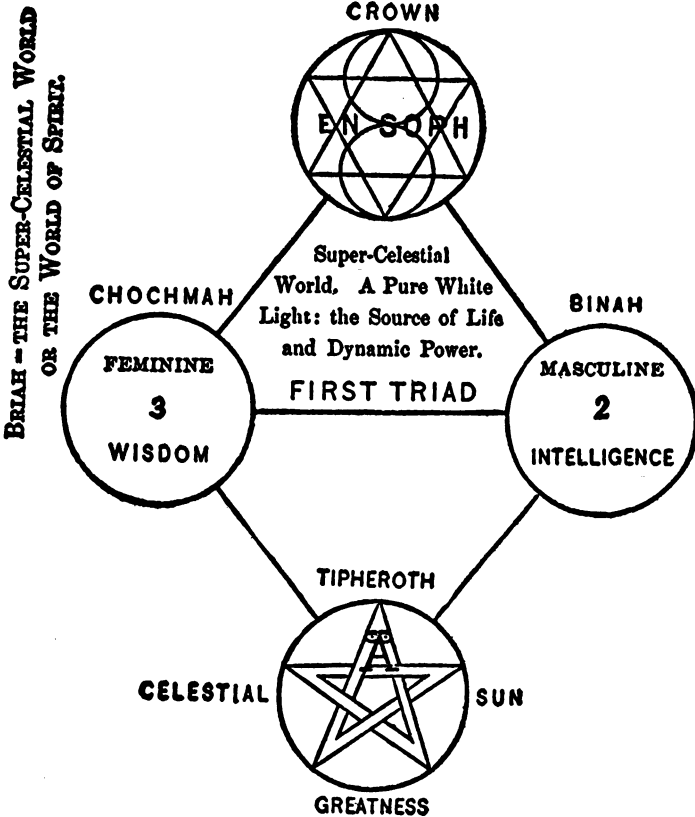 BRIAH = THE SUPER-CELESTIAL WORLD
OR THE WORLD OF SPIRIT.
CROWN
EN SOPH
Super-Celestial
World, A Pure White
Light: the Source of Life
and Dynamic Power.
FIRST TRIAD
CHOCHMAH
FEMININE
3
WISDOM
BINAH
MASCULINE
2
INTELLIGENCE
TIPHEROTH
CELESTIAL
SUN
GREATNESS